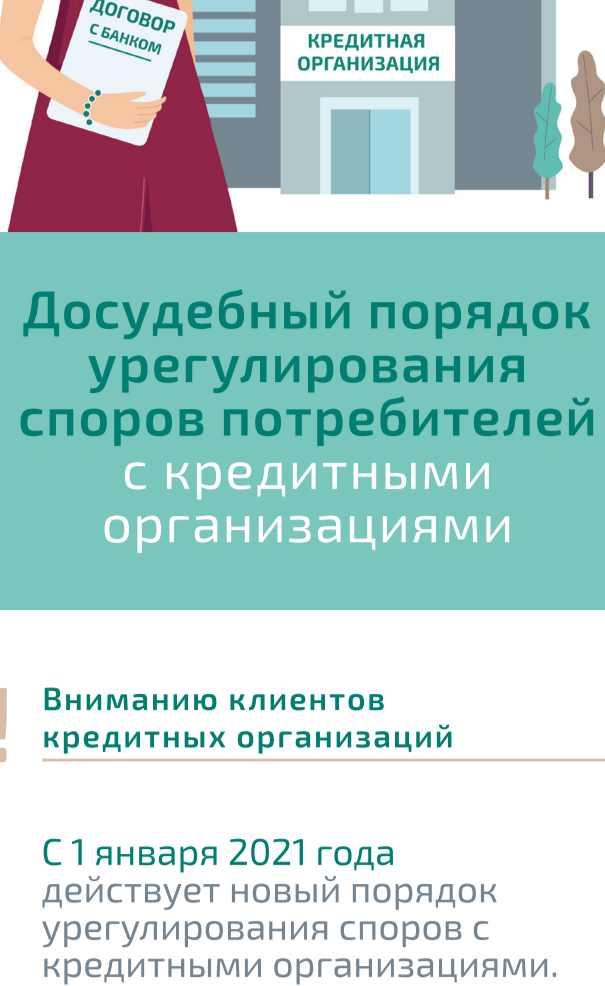 ДОГОВОР
С БАНКОМ
КРЕДИТНАЯ
ОРГАНИЗАЦИЯ
Досудебный порядок
урегулирования
споров потребителей
с кредитными
организациями
!
Вниманию клиентов
кредитных организаций
С 1 января 2021 года
действует новый порядок
урегулирования споров с
кредитными организациями.